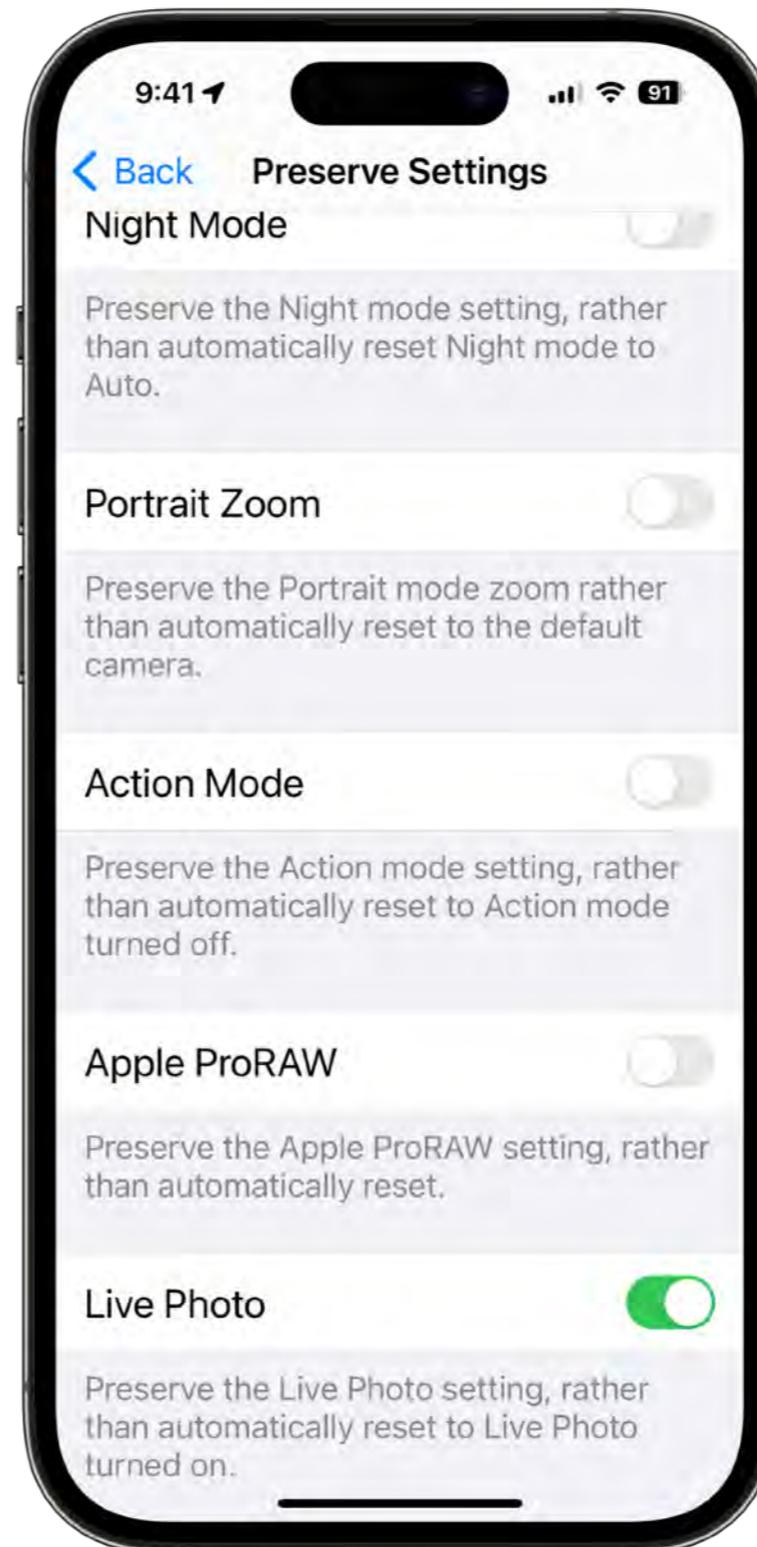 9:41
91
Back Preserve Settings
Night Mode
Preserve the Night mode setting, rather
than automatically reset Night mode to
Auto.
Portrait Zoom
Preserve the Portrait mode zoom rather
than automatically reset to the default
camera.
Action Mode
Preserve the Action mode setting, rather
than automatically reset to Action mode
turned off.
Apple ProRAW
Preserve the Apple ProRAW setting, rather
than automatically reset.
Live Photo
Preserve the Live Photo setting, rather
than automatically reset to Live Photo
turned on.